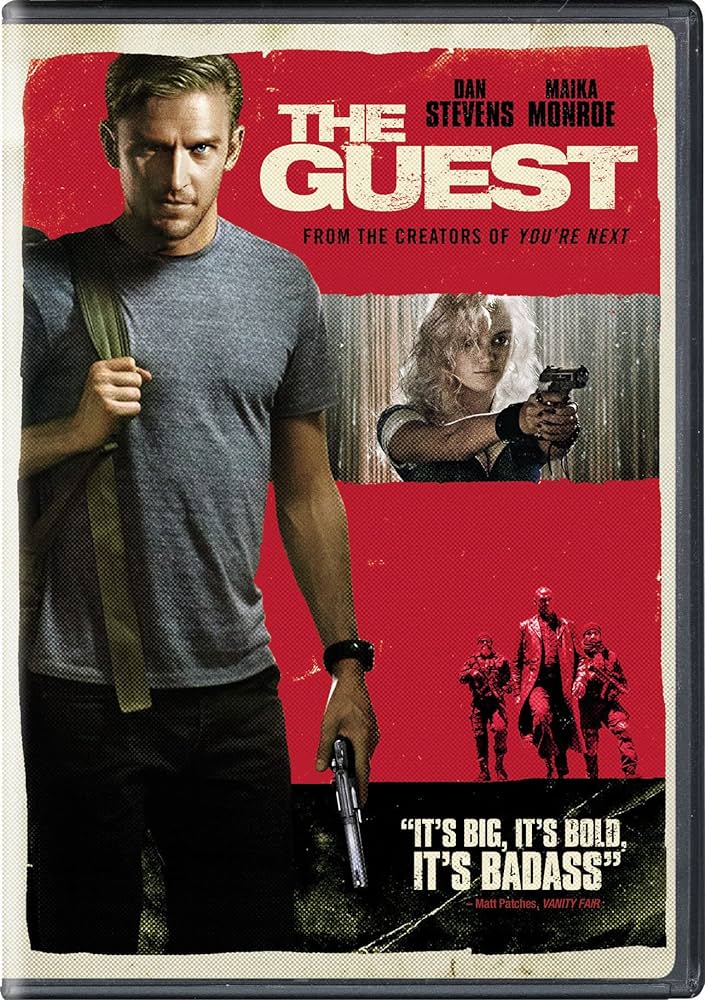 DAN STEVENS
MAIKA MONROE
THE
GUEST
FROM THE CREATORS OF YOU'RE NEXT
“IT'S BIG, IT'S BOLD,
IT'S BADASS”
– Matt Patches, VANITY FAIR